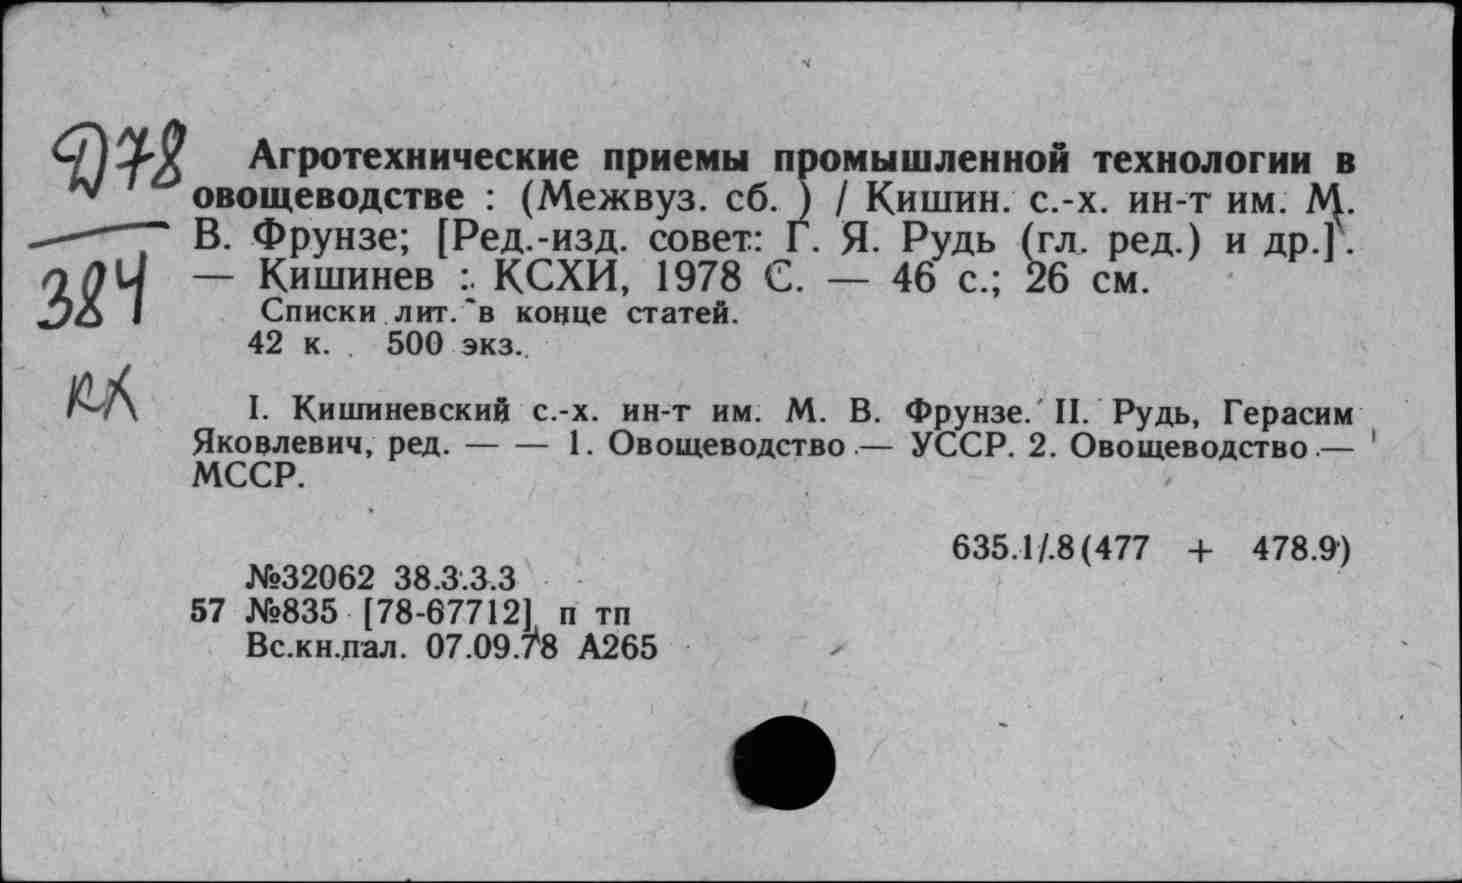 Агротехнические приемы промышленной технологии в
овощеводстве : (Межвуз. сб. ) / Кишин. с.-х. ин-т им. М.
В. Фрунзе; [Ред.-изд. совет: Г. Я. Рудь (гл. ред.) и др.].
— Кишинев : КСХИ, 1978 С. — 46 с.; 26 см.
Списки лит. в конце статей.
42 к. 500 экз.
I. Кишиневский с.-х. ин-т им. М. В. Фрунзе. II. Рудь, Герасим
Яковлевич, ред. — — 1. Овощеводство — УССР. 2. Овощеводство —
МССР.
635.1/.8(477 + 478.9)
№32062 38.3.3.3
57 №835 [78-67712] п тп
Вс.кн.пал. 07.09.78 А265
384